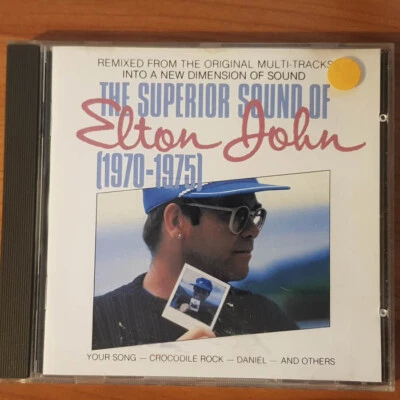 REMIXED FROM THE ORIGINAL MULTI-TRACKS
INTO A NEW DIMENSION OF SOUND
THE SUPERIOR SOUND OF
Elton John
(1970-1975)
YOUR SONG — CROCODILE ROCK — DANIEL — AND OTHERS